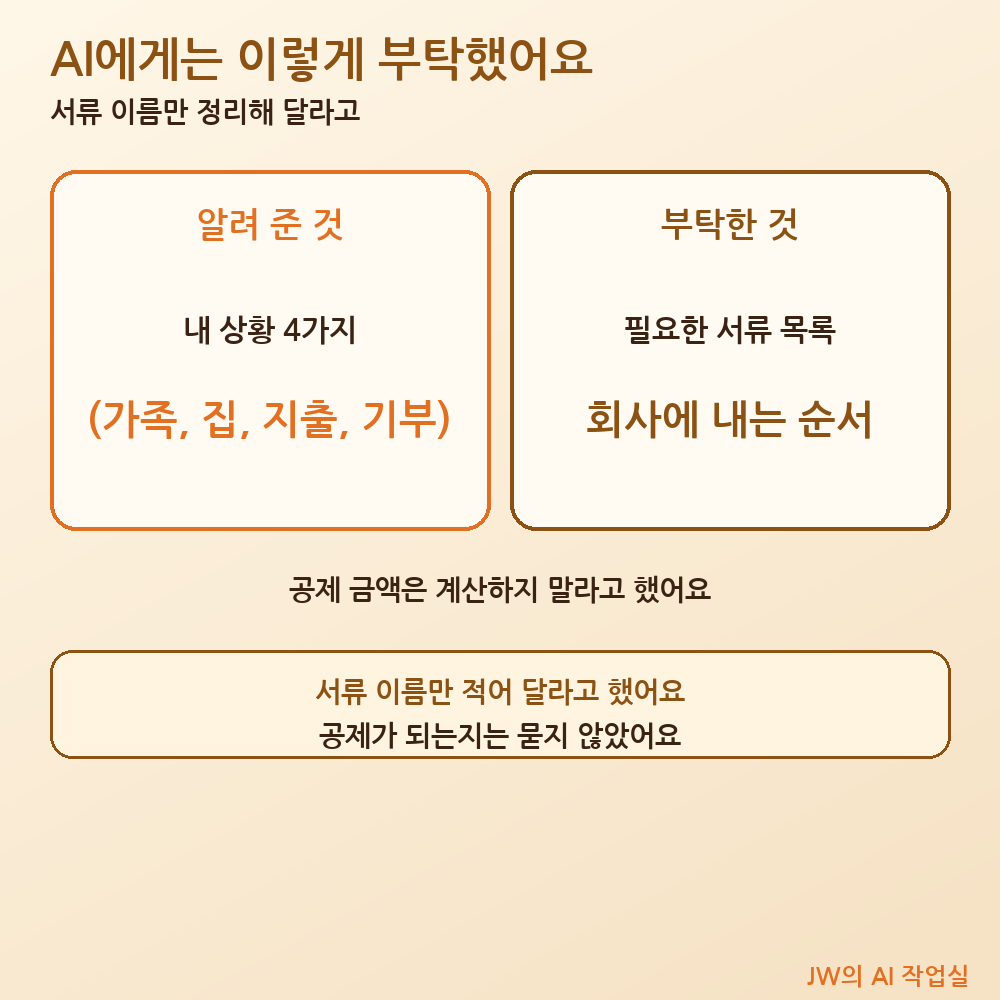 AI에게는 이렇게 부탁했어요
서류 이름만 정리해 달라고
알려 준 것
내 상황 4가지
(가족, 집, 지출, 기부)
부탁한 것
필요한 서류 목록
회사에 내는 순서
공제 금액은 계산하지 말라고 했어요
서류 이름만 적어 달라고 했어요
공제가 되는지는 묻지 않았어요
JW의 AI 작업실